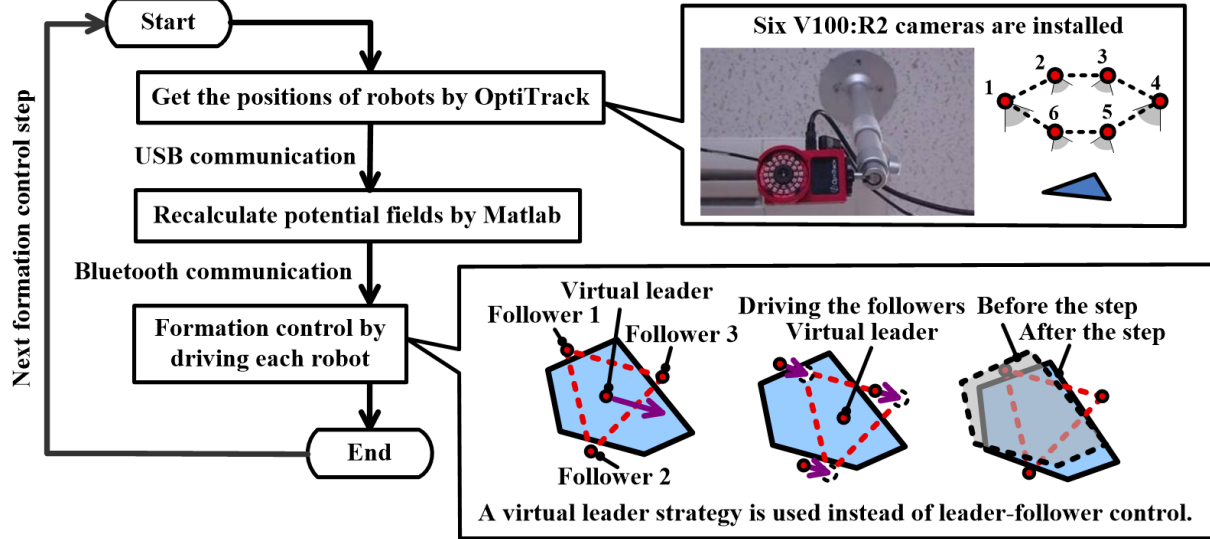 Start
Next formation control step
Get the positions of robots by OptiTrack
USB communication
Recalculate potential fields by Matlab
Bluetooth communication
Formation control by
driving each robot
End
Six V100:R2 cameras are installed
1
2
3
4
5
6
OptiTrack
Virtual leader
Follower 1
Follower 3
Follower 2
Driving the followers
Virtual leader
Before the step
After the step
A virtual leader strategy is used instead of leader-follower control.